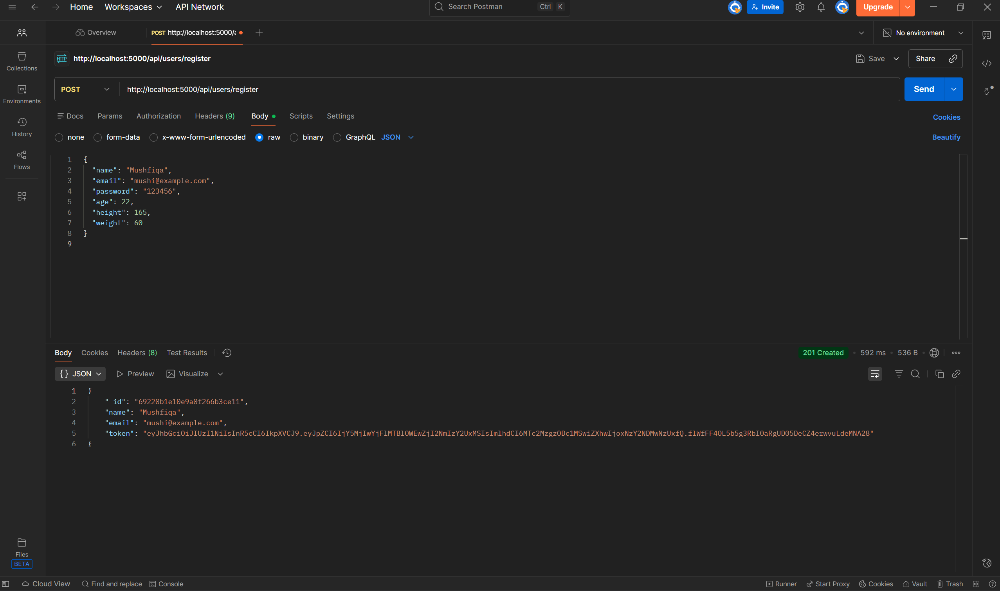 Home Workspaces API Network Search Postman Ctrl K Invite Upgrade
Overview POST http://localhost:5000/a No environment
HTTP http://localhost:5000/api/users/register Save Share
POST http://localhost:5000/api/users/register Send
Docs Params Authorization Headers (9) Body Scripts Settings Cookies
none form-data x-www-form-urlencoded raw binary GraphQL JSON Beautify
Collections
Environments
History
Flows
1 {
2 "name": "Mushfiqa",
3 "email": "mushi@example.com",
4 "password": "123456",
5 "age": 22,
6 "height": 165,
7 "weight": 60
8 }
9
Body Cookies Headers (8) Test Results 201 Created 592 ms 536 B
{} JSON Preview Visualize
1 {
2 "_id": "69220b1e10e9a0f266b3ce11",
3 "name": "Mushfiqa",
4 "email": "mushi@example.com",
5 "token": "eyJhbGciOiJIUzI1NiIsInR5cCI6IkpXVCJ9.eyJpZCI6IjY5MjIwYjFlMTBlOWEwZjI2NmIzY2UxMSIsImlhdCI6MTc2MzgzODc1MSwiZXhwIjoxNzY2NDMwNzUxfQ.flWfFF4OL5b5g3RbI0aRgUD05DeCZ4erwvuLdeMNA28"
6 }
Files
BETA
Cloud View Find and replace Console Runner Start Proxy Cookies Vault Trash